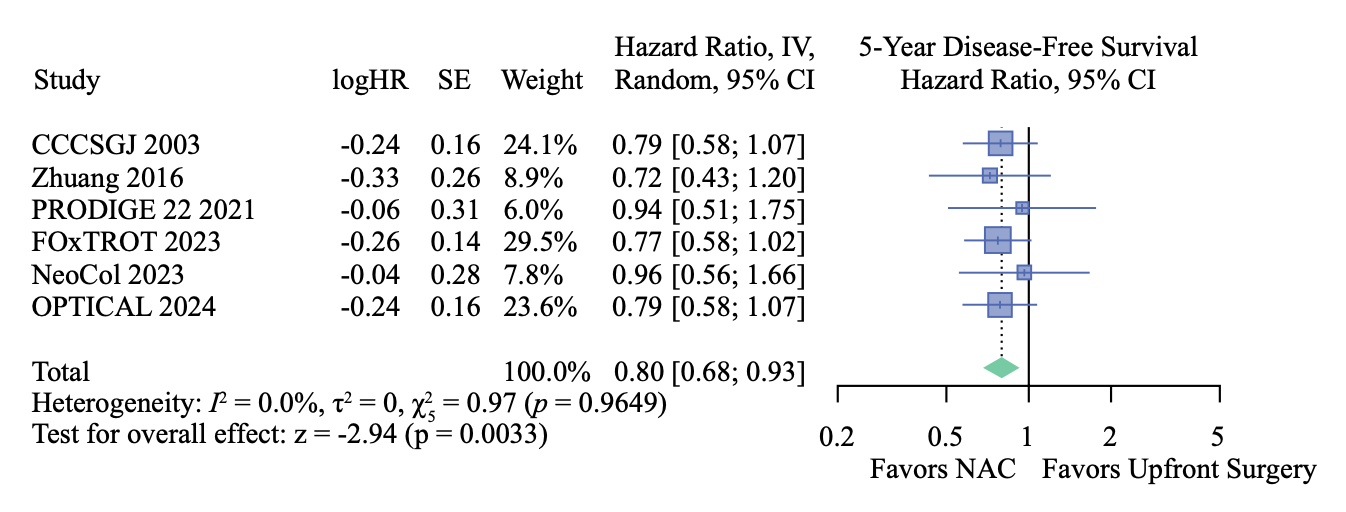 Hazard Ratio, IV, 5-Year Disease-Free Survival
Study logHR SE Weight Random, 95% CI Hazard Ratio, 95% CI
CCCSGJ 2003 -0.24 0.16 24.1% 0.79 [0.58; 1.07]
Zhuang 2016 -0.33 0.26 8.9% 0.72 [0.43; 1.20]
PRODIGE 22 2021 -0.06 0.31 6.0% 0.94 [0.51; 1.75]
FOxTROT 2023 -0.26 0.14 29.5% 0.77 [0.58; 1.02]
NeoCol 2023 -0.04 0.28 7.8% 0.96 [0.56; 1.66]
OPTICAL 2024 -0.24 0.16 23.6% 0.79 [0.58; 1.07]
Total 100.0% 0.80 [0.68; 0.93]
Heterogeneity: I² = 0.0%, τ² = 0, χ²₅ = 0.97 (p = 0.9649)
Test for overall effect: z = -2.94 (p = 0.0033)
0.2 0.5 1 2 5
Favors NAC Favors Upfront Surgery